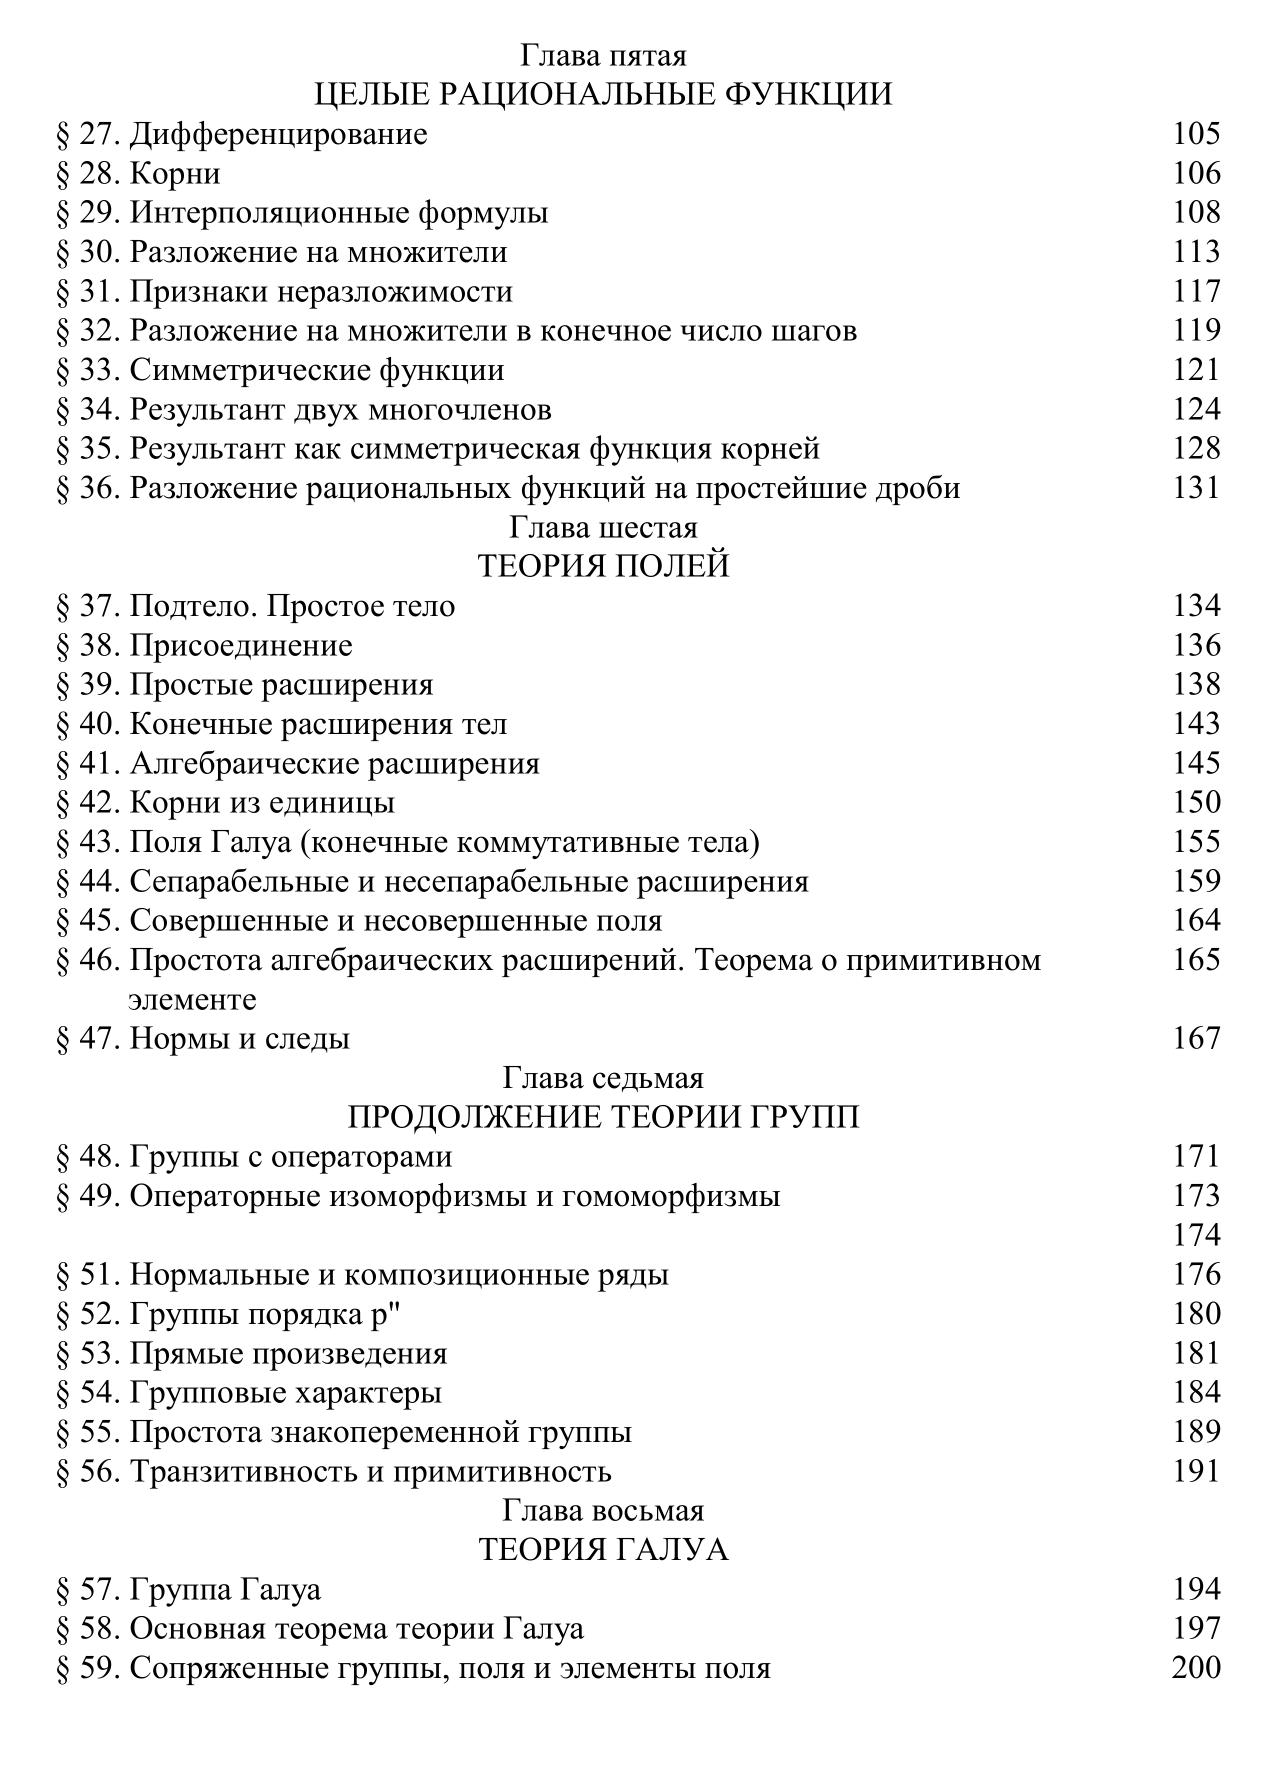 Глава пятая
ЦЕЛЫЕ РАЦИОНАЛЬНЫЕ ФУНКЦИИ
§ 27. Дифференцирование 105
§ 28. Корни 106
§ 29. Интерполяционные формулы 108
§ 30. Разложение на множители 113
§ 31. Признаки неразложимости 117
§ 32. Разложение на множители в конечное число шагов 119
§ 33. Симметрические функции 121
§ 34. Результант двух многочленов 124
§ 35. Результант как симметрическая функция корней 128
§ 36. Разложение рациональных функций на простейшие дроби 131
Глава шестая
ТЕОРИЯ ПОЛЕЙ
§ 37. Подтело. Простое тело 134
§ 38. Присоединение 136
§ 39. Простые расширения 138
§ 40. Конечные расширения тел 143
§ 41. Алгебраические расширения 145
§ 42. Корни из единицы 150
§ 43. Поля Галуа (конечные коммутативные тела) 155
§ 44. Сепарабельные и несепарабельные расширения 159
§ 45. Совершенные и несовершенные поля 164
§ 46. Простота алгебраических расширений. Теорема о примитивном 165
элементе
§ 47. Нормы и следы 167
Глава седьмая
ПРОДОЛЖЕНИЕ ТЕОРИИ ГРУПП
§ 48. Группы с операторами 171
§ 49. Операторные изоморфизмы и гомоморфизмы 173
174
§ 51. Нормальные и композиционные ряды 176
§ 52. Группы порядка р" 180
§ 53. Прямые произведения 181
§ 54. Групповые характеры 184
§ 55. Простота знакопеременной группы 189
§ 56. Транзитивность и примитивность 191
Глава восьмая
ТЕОРИЯ ГАЛУА
§ 57. Группа Галуа 194
§ 58. Основная теорема теории Галуа 197
§ 59. Сопряженные группы, поля и элементы поля 200